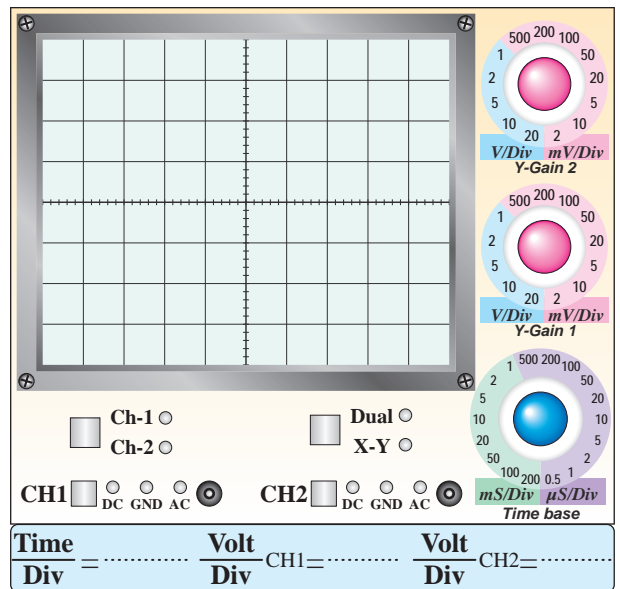 500 200 100
1 50
2 20
5 5
10 10
20 2
V/Div mV/Div
Y-Gain 2
500 200 100
1 50
2 20
5 5
10 10
20 2
V/Div mV/Div
Y-Gain 1
1 500 200 100
2 50
5 20
10 10
20 5
50 2
100 200 0.5 1
mS/Div µS/Div
Time base
Ch-1 Dual
Ch-2 X-Y
CH1 DC GND AC CH2 DC GND AC
Time Volt Volt
Div = ............ Div CH1=............ Div CH2=............